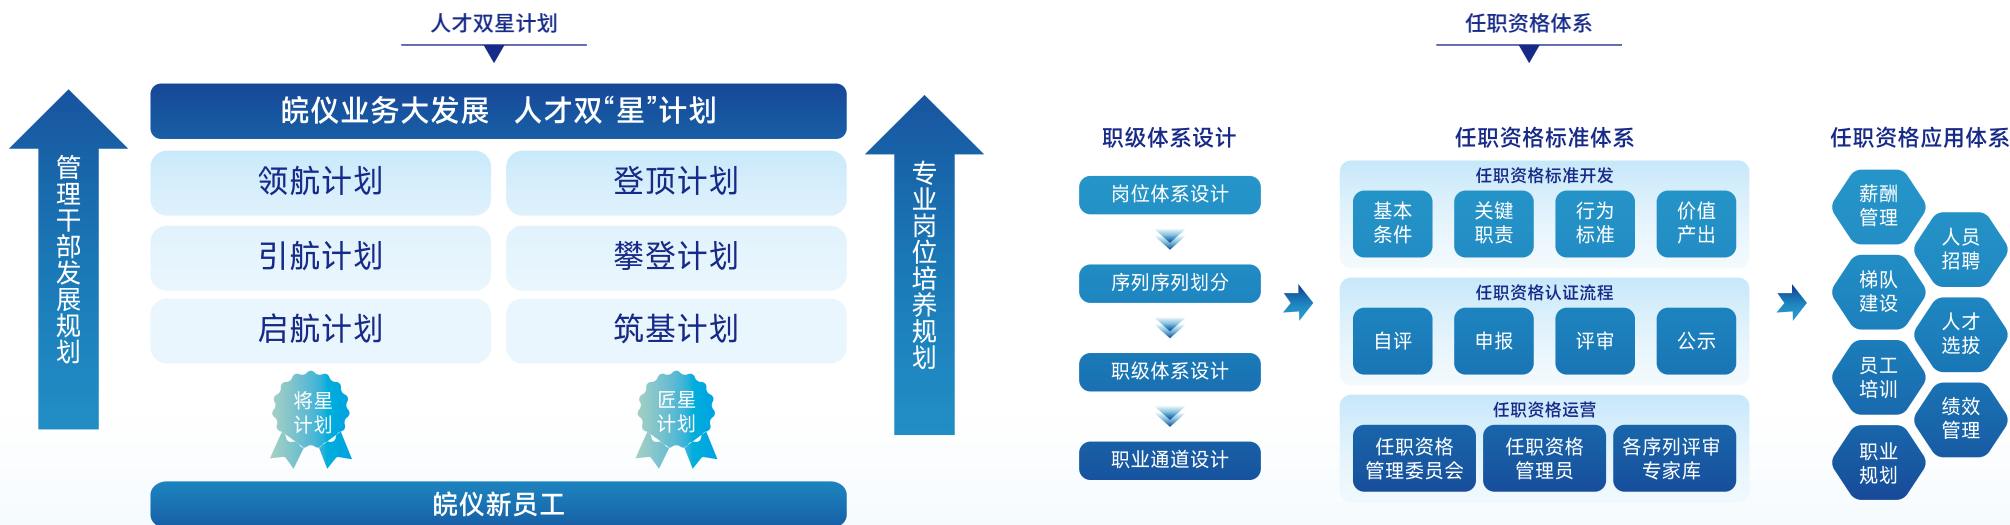 人才双星计划
皖仪业务大发展 人才双“星”计划
管理干部发展规划
领航计划
登顶计划
引航计划
攀登计划
启航计划
筑基计划
将星
计划
匠星
计划
皖仪新员工
专业岗位培养规划
任职资格体系
职级体系设计
岗位体系设计
序列序列划分
职级体系设计
职业通道设计
任职资格标准体系
任职资格标准开发
基本
条件
关键
职责
行为
标准
价值
产出
任职资格认证流程
自评
申报
评审
公示
任职资格运营
任职资格
管理委员会
任职资格
管理员
各序列评审
专家库
任职资格应用体系
薪酬
管理
人员
招聘
梯队
建设
人才
选拔
员工
培训
绩效
管理
职业
规划